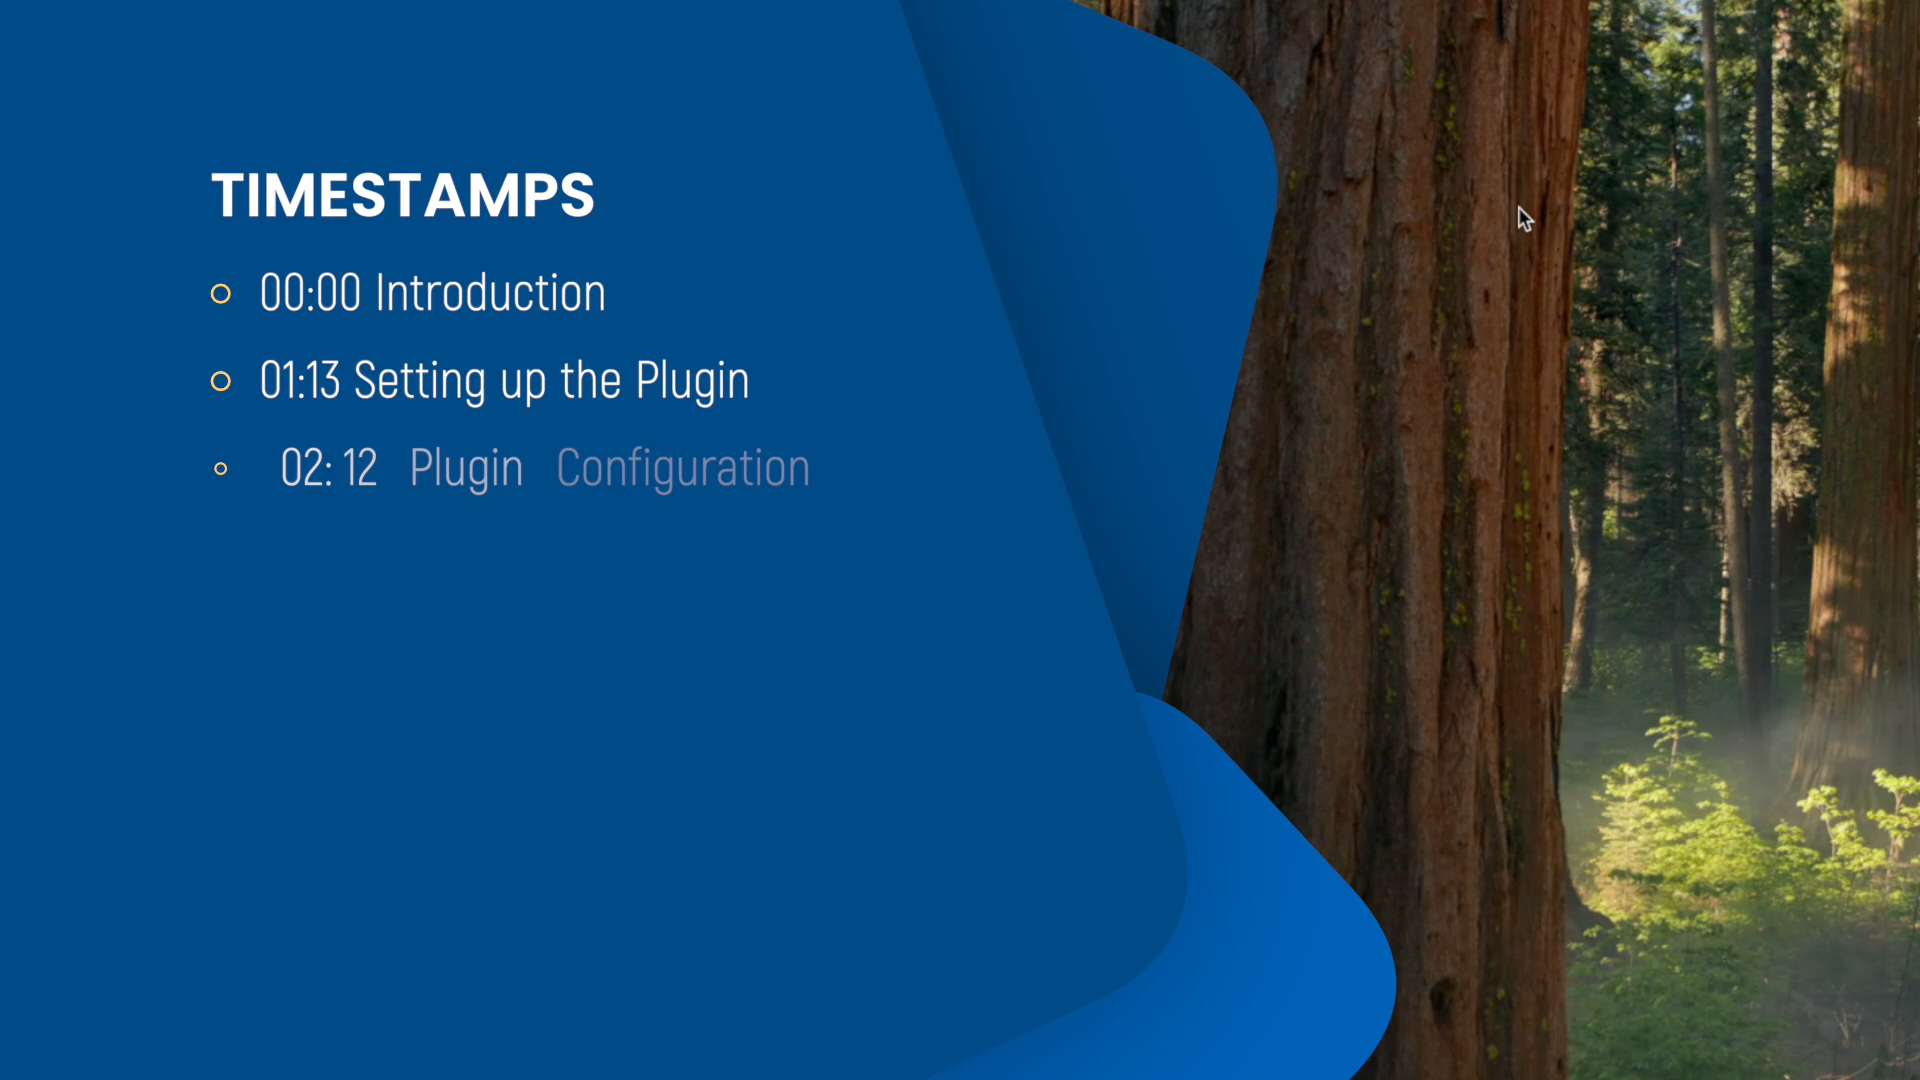 TIMESTAMPS
00:00 Introduction
01:13 Setting up the Plugin
02:12 Plugin Configuration